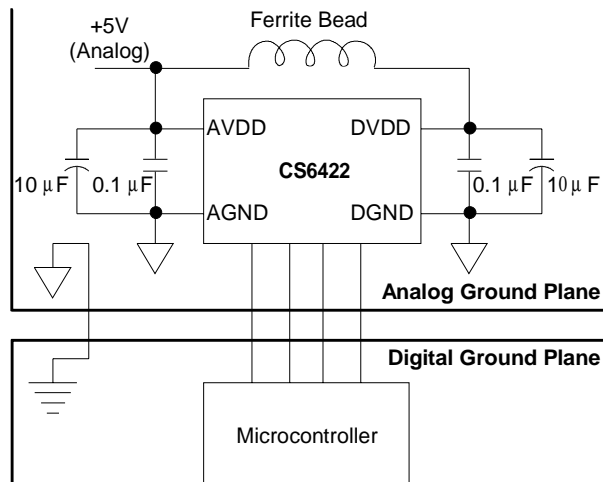 Ferrite Bead
+5V
(Analog)
AVDD
DVDD
CS6422
10 µF
0.1 µF
0.1 µF
10 µF
AGND
DGND
Analog Ground Plane
Digital Ground Plane
Microcontroller